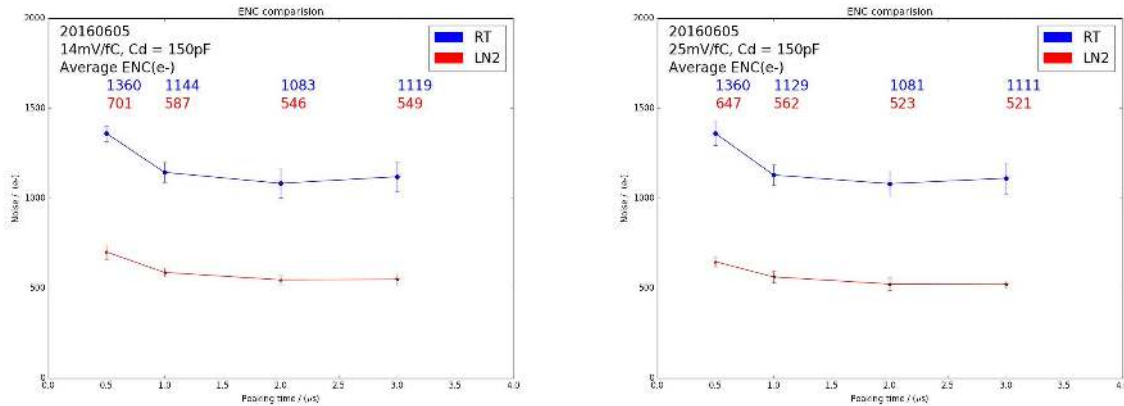 ENC comparision
20160605
14mV/fC, Cd = 150pF
Average ENC(e-)
RT
LN2
1360 1144 1083 1119
701 587 546 549
2000
1500
1000
500
0
Noise / (e-)
0.0 0.5 1.0 1.5 2.0 2.5 3.0 3.5 4.0
Peaking time / (μs)
ENC comparision
20160605
25mV/fC, Cd = 150pF
Average ENC(e-)
RT
LN2
1360 1129 1081 1111
647 562 523 521
2000
1500
1000
500
0
Noise / (e-)
0.0 0.5 1.0 1.5 2.0 2.5 3.0 3.5 4.0
Peaking time / (μs)